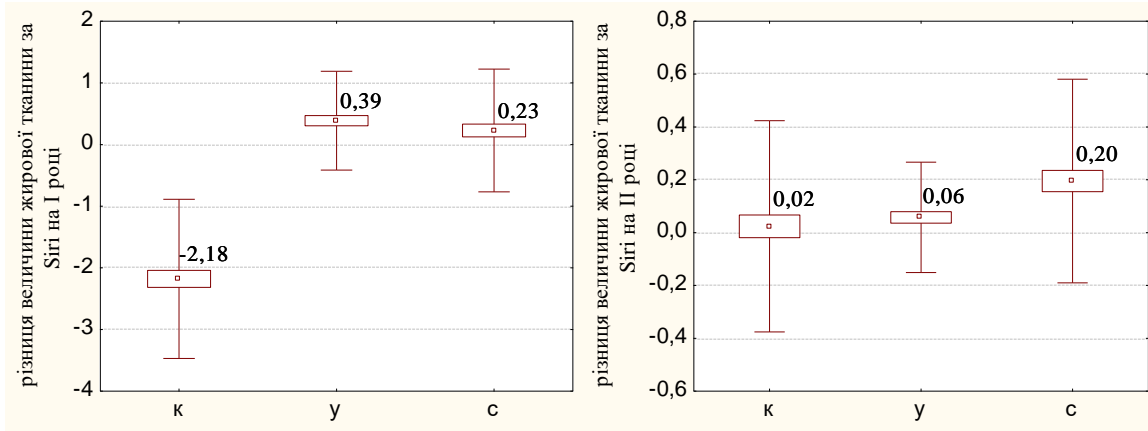 різниця величини жирової тканини за
Siri на I році
2
1
0
-1
-2
-3
-4
-2,18
0,39
0,23
к
у
с
різниця величини жирової тканини за
Siri на II році
0,8
0,6
0,4
0,2
0,0
-0,2
-0,4
-0,6
0,02
0,06
0,20
к
у
с